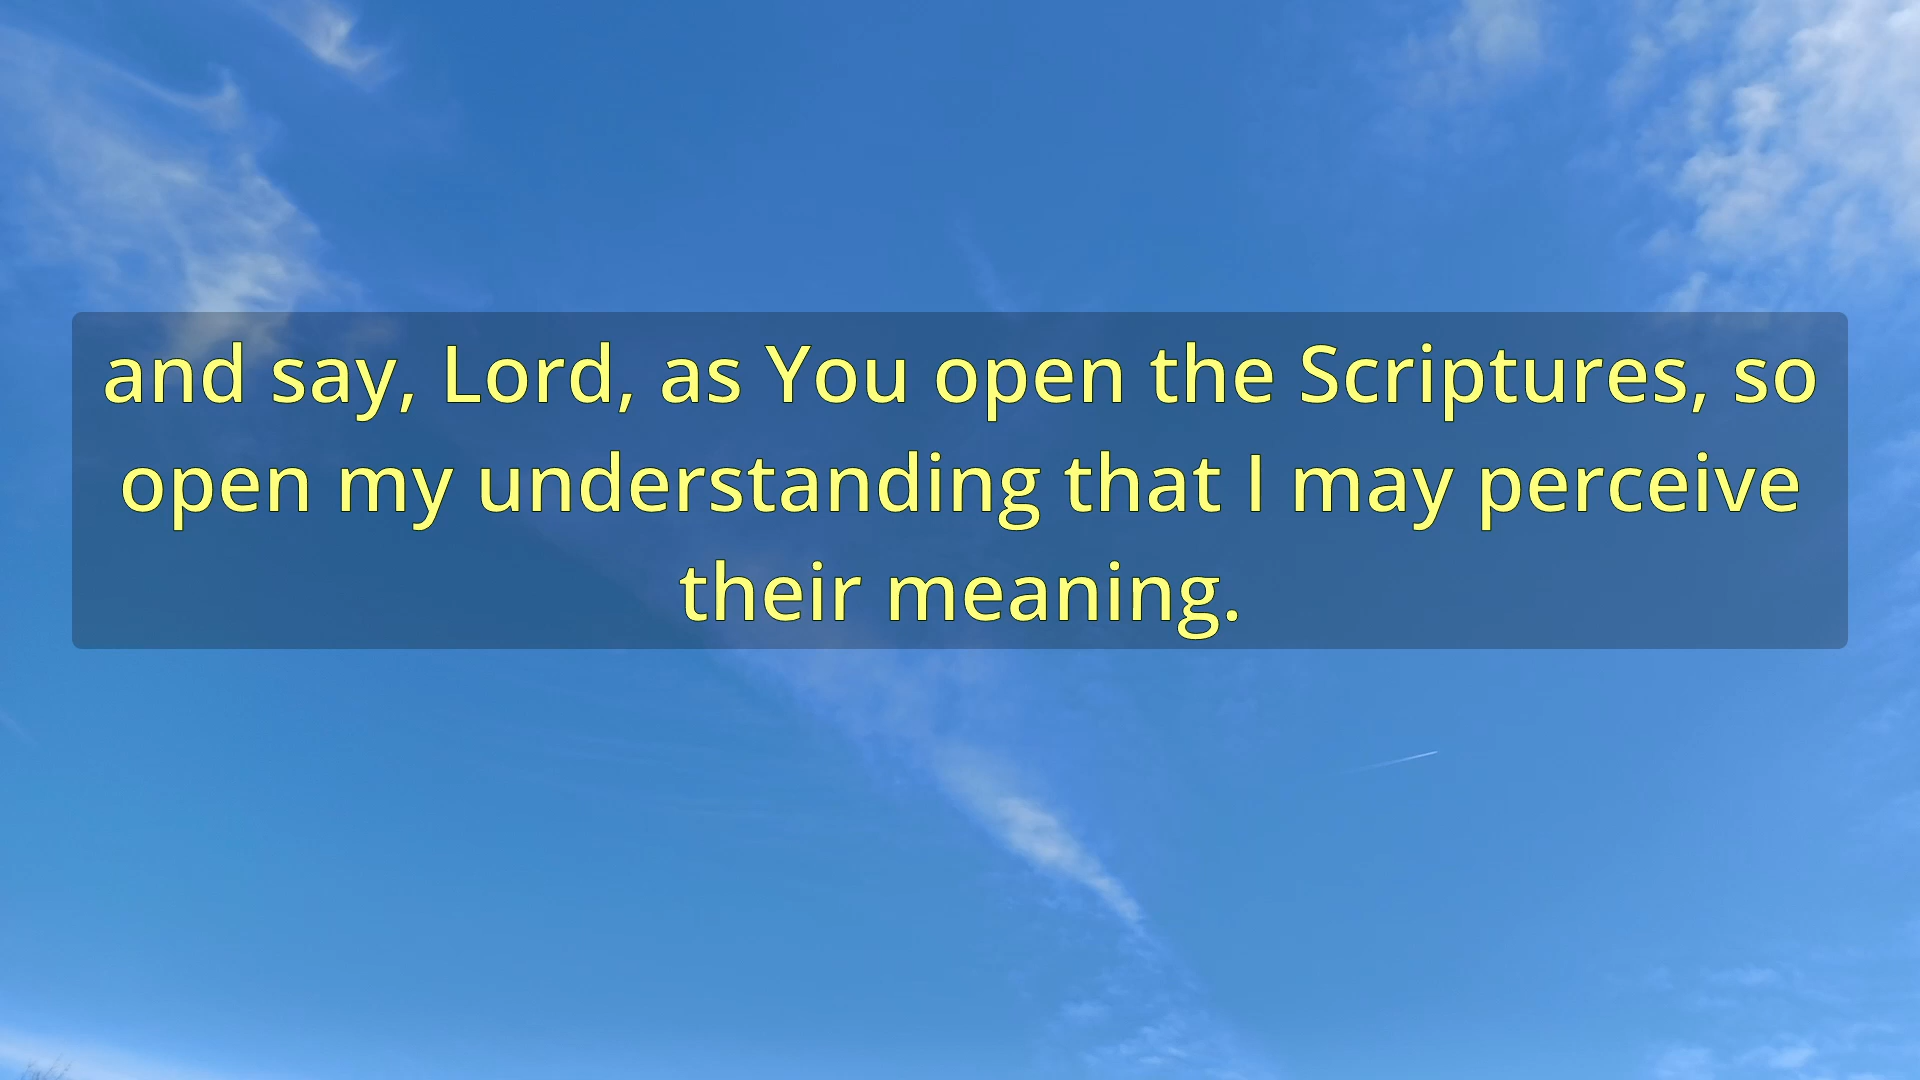 and say, Lord, as You open the Scriptures, so
open my understanding that I may perceive
their meaning.